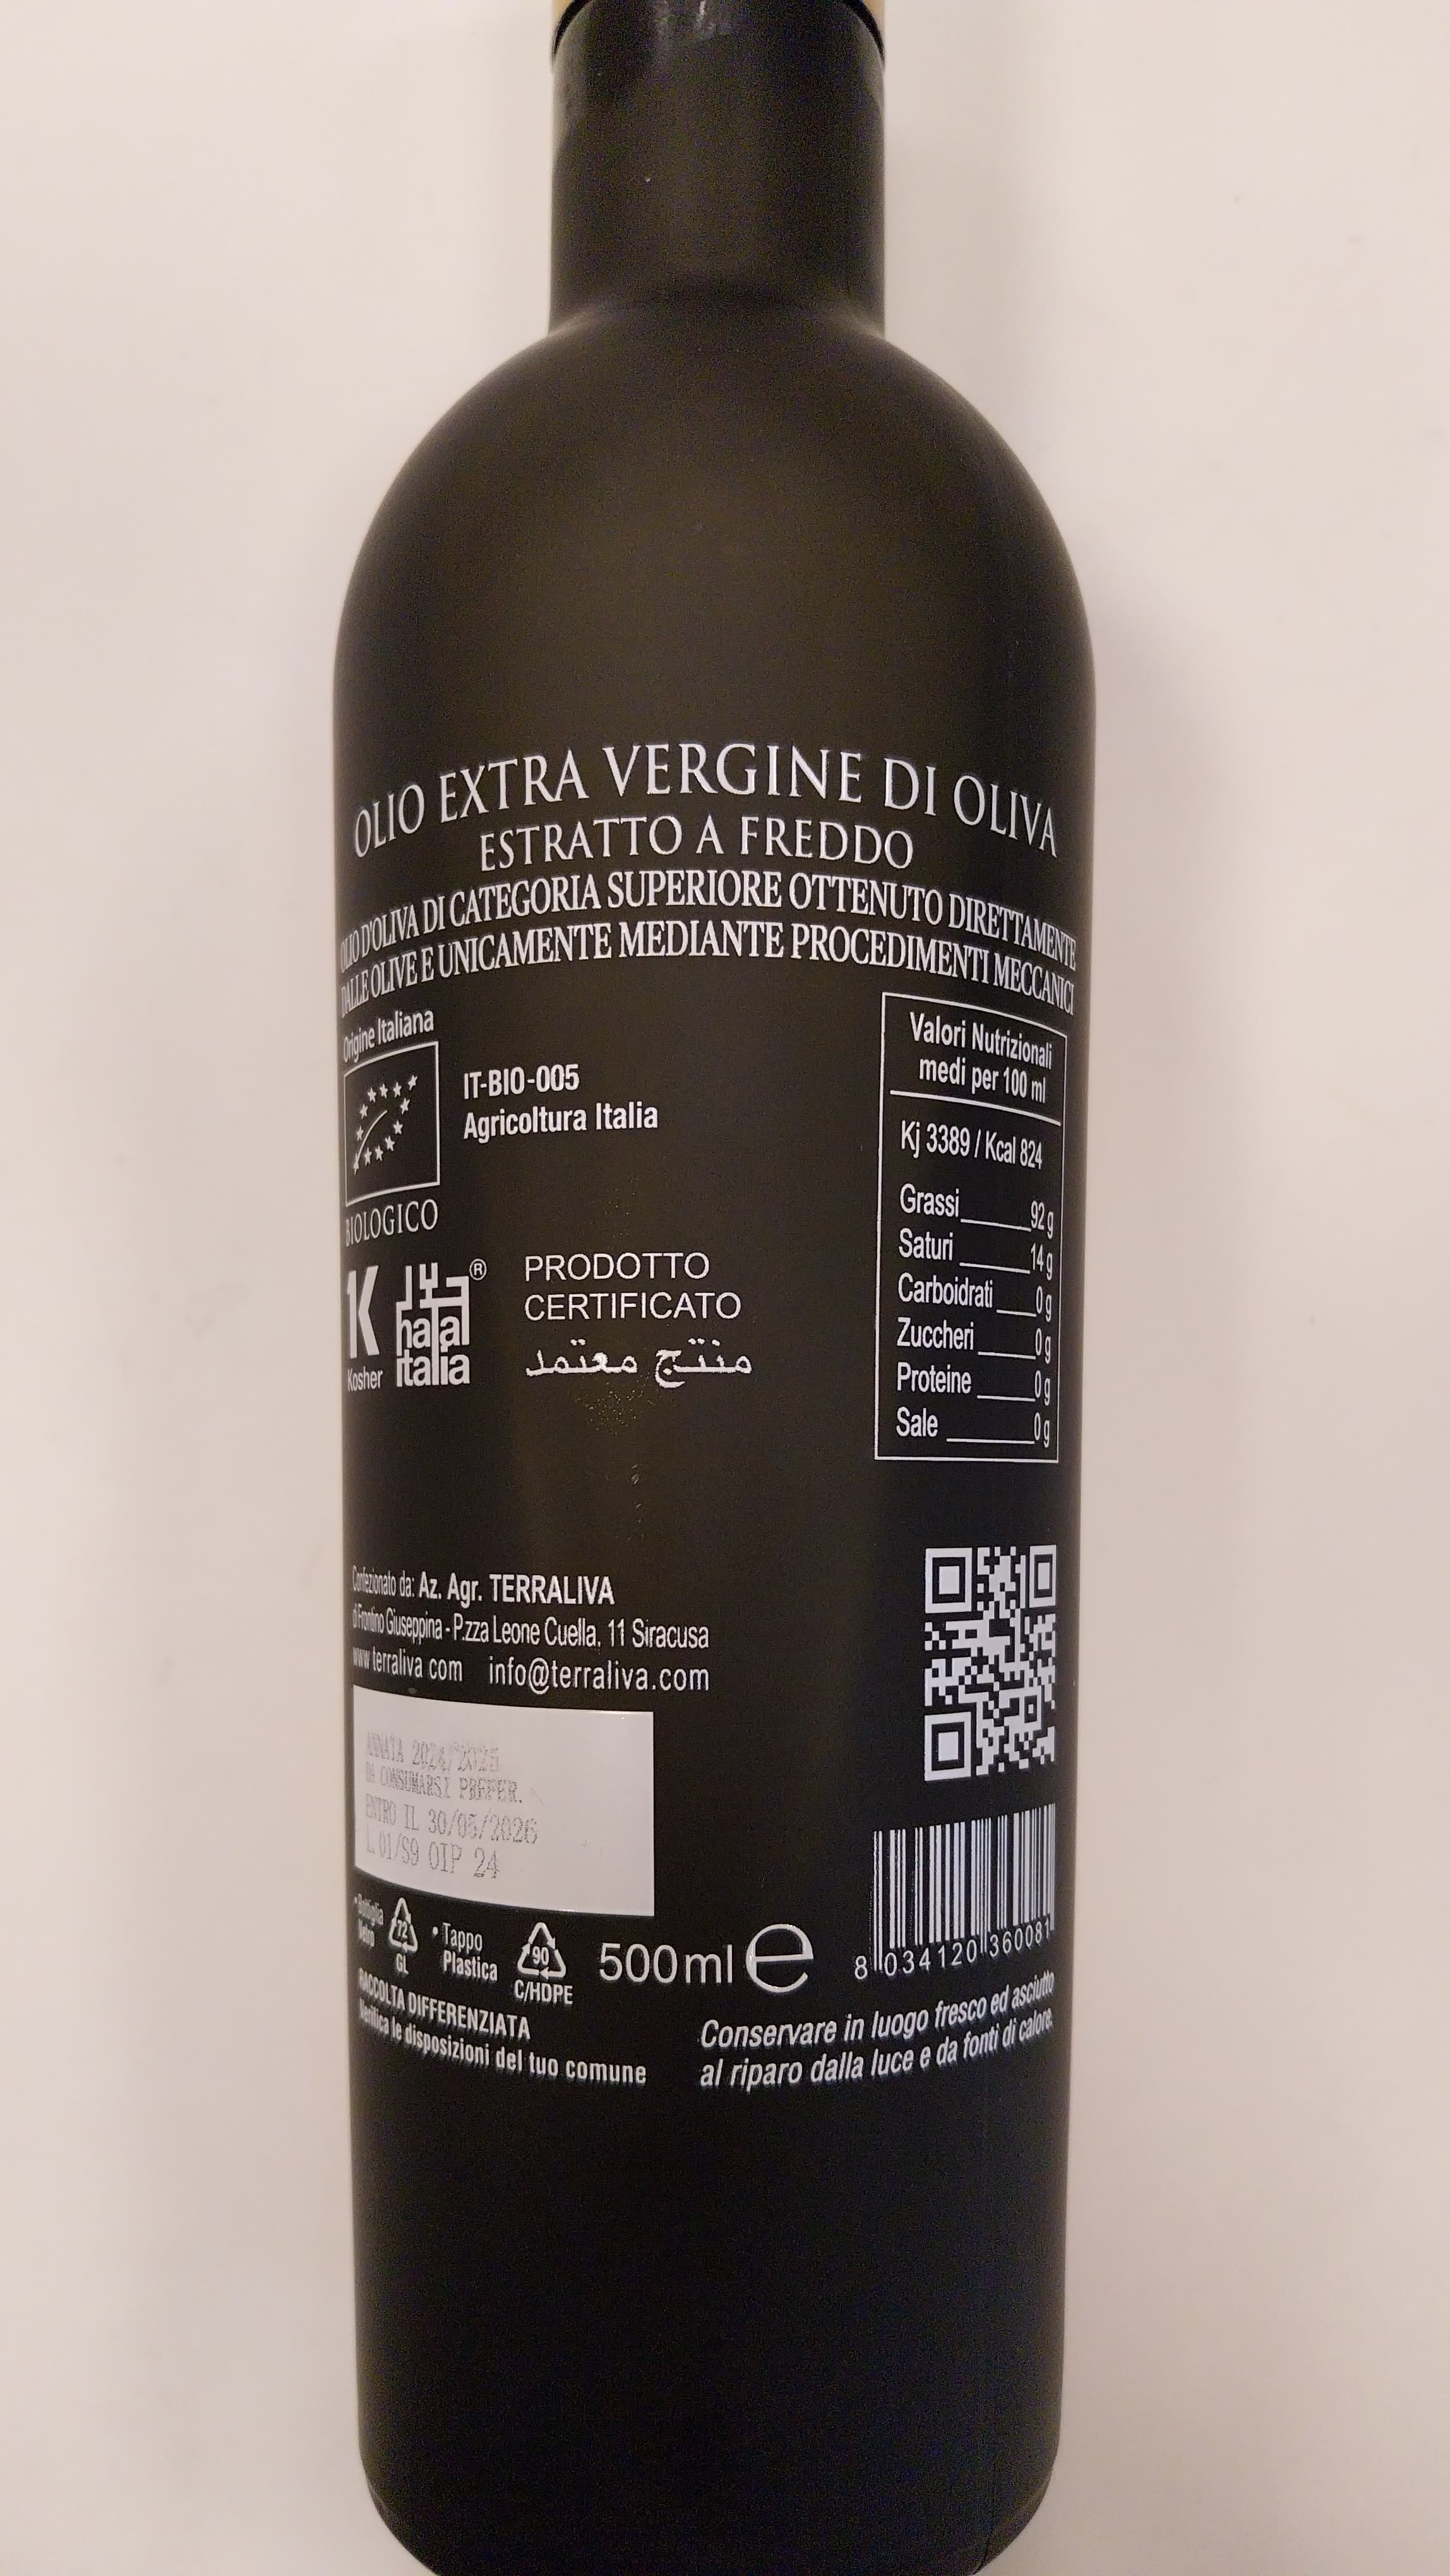 OLIO EXTRA VERGINE DI OLIVA
ESTRATTO A FREDDO
OLIO D'OLIVA DI CATEGORIA SUPERIORE OTTENUTO DIRETTAMENTE
DALLE OLIVE E UNICAMENTE MEDIANTE PROCEDIMENTI MECCANICI
Origine Italiana
IT-BIO-005
Agricoltura Italia
BIOLOGICO
K
Kosher
halal
italia
®
PRODOTTO
CERTIFICATO
منتج معتمد
Valori Nutrizionali
medi per 100 ml
Kj 3389 / Kcal 824
Grassi 92 g
Saturi 14 g
Carboidrati 0 g
Zuccheri 0 g
Proteine 0 g
Sale 0 g
Confezionato da: Az. Agr. TERRALIVA
di Frontino Giuseppina - P.zza Leone Cuella, 11 Siracusa
www.terraliva.com info@terraliva.com
ANNATA 2024/2025
DA CONSUMARSI PREFER.
ENTRO IL 30/05/2026
L.01/S9 OIP 24
• Bottiglia
Vetro
72
GL
• Tappo
Plastica
90
C/HDPE
500ml e
8 034120 360081
RACCOLTA DIFFERENZIATA
Verifica le disposizioni del tuo comune
Conservare in luogo fresco ed asciutto
al riparo dalla luce e da fonti di calore.